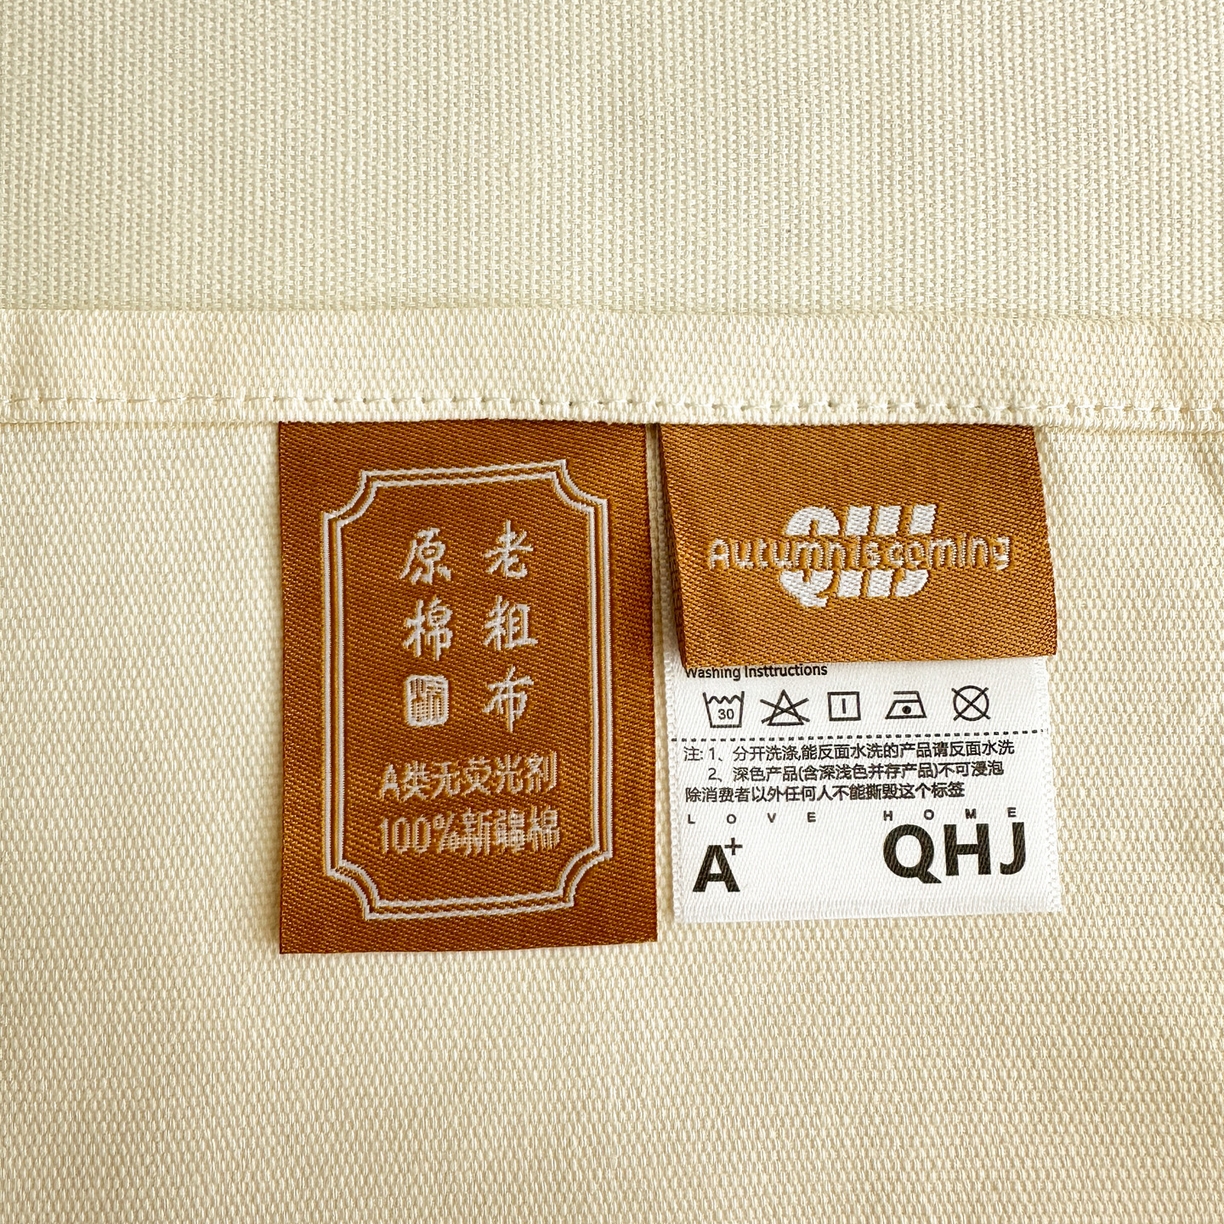 老粗布
原棉
A类无荧光剂
100%新疆棉
QHJ
Autumn is coming
Washing Insttructions
30
注: 1、分开洗涤,能反面水洗的产品请反面水洗
2、深色产品(含深浅色并存产品)不可浸泡
除消费者以外任何人不能撕毁这个标签
LOVE HOME
A+
QHJ